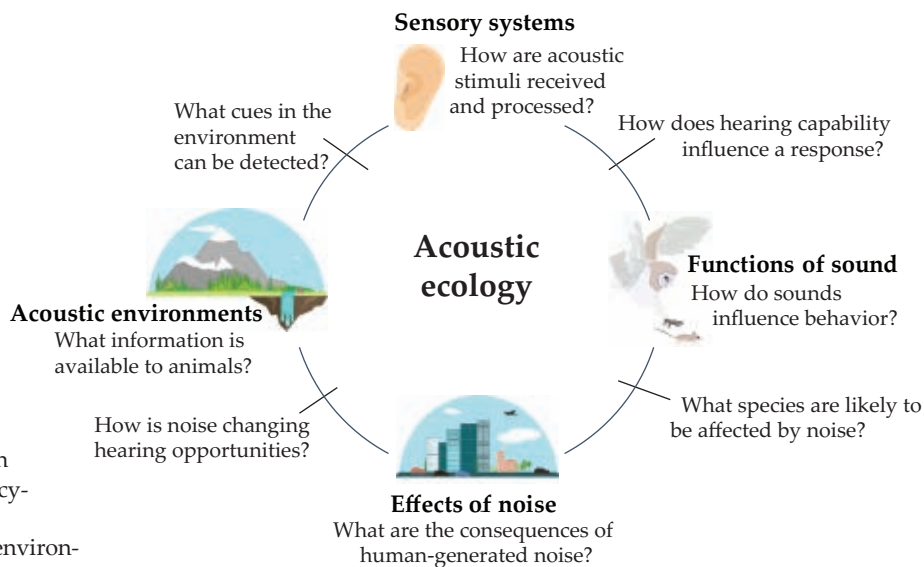 Sensory systems
How are acoustic
stimuli received
and processed?
What cues in the
environment
can be detected?
How does hearing capability
influence a response?
Acoustic
ecology
Functions of sound
How do sounds
influence behavior?
Acoustic environments
What information is
available to animals?
How is noise changing
hearing opportunities?
What species are likely to
be affected by noise?
Effects of noise
What are the consequences of
human-generated noise?
cy-
environ-